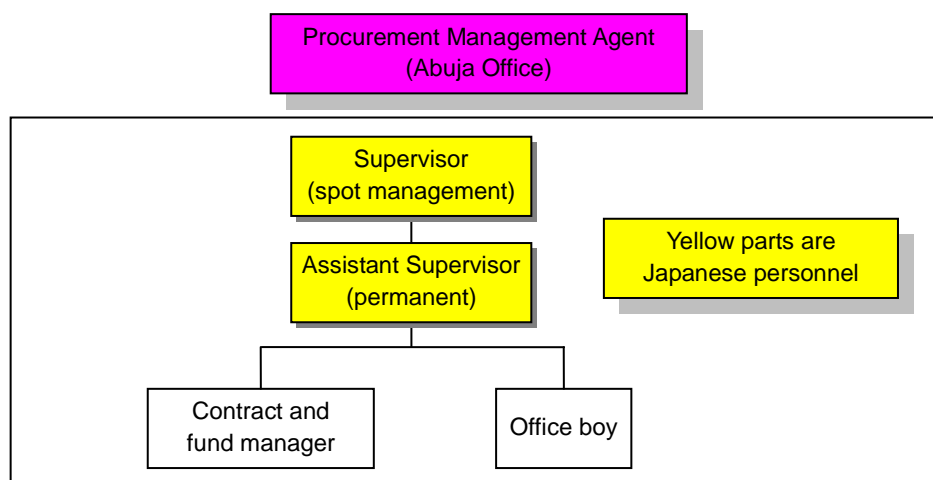 Procurement Management Agent
(Abuja Office)
Supervisor
(spot management)
Assistant Supervisor
(permanent)
Yellow parts are
Japanese personnel
Contract and
fund manager
Office boy